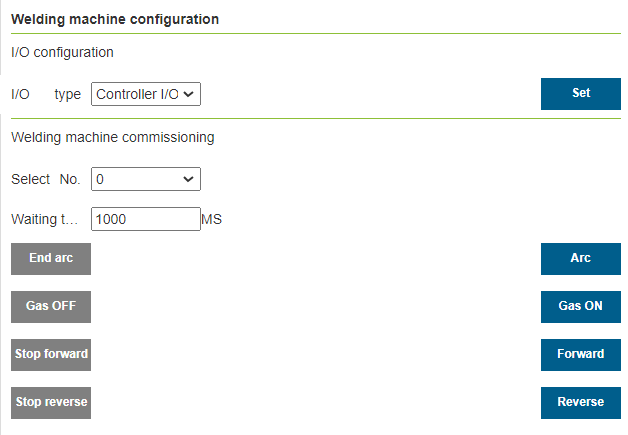 Welding machine configuration
I/O configuration
I/O type Controller I/O Set
Welding machine commissioning
Select No. 0
Waiting t... 1000 MS
End arc Arc
Gas OFF Gas ON
Stop forward Forward
Stop reverse Reverse